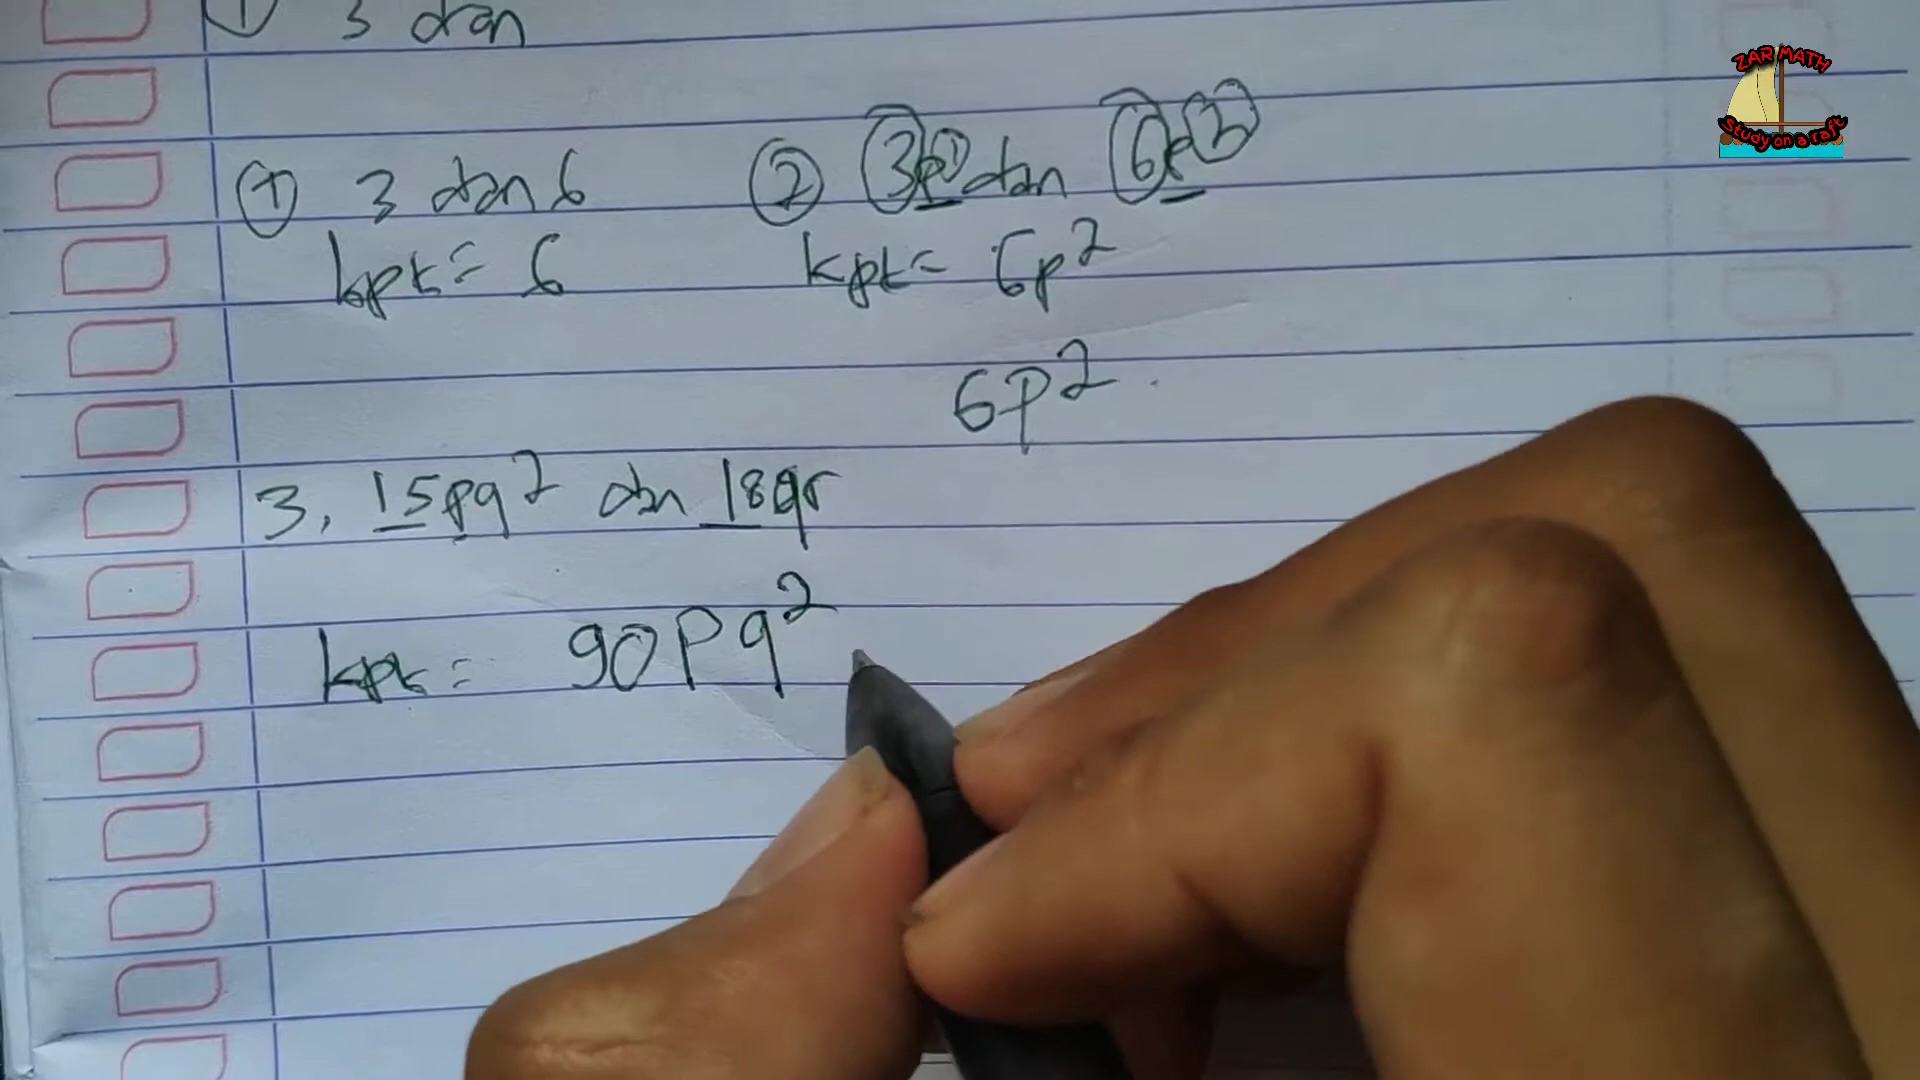 ① 3 dan
ZAR MATH
Study on a raft
① 3 dan 6 ② 3p dan 6p²
kpk = 6 kpk = 6p²
6p²
3. 15pq² dan 18qr
kpk = 90pq²